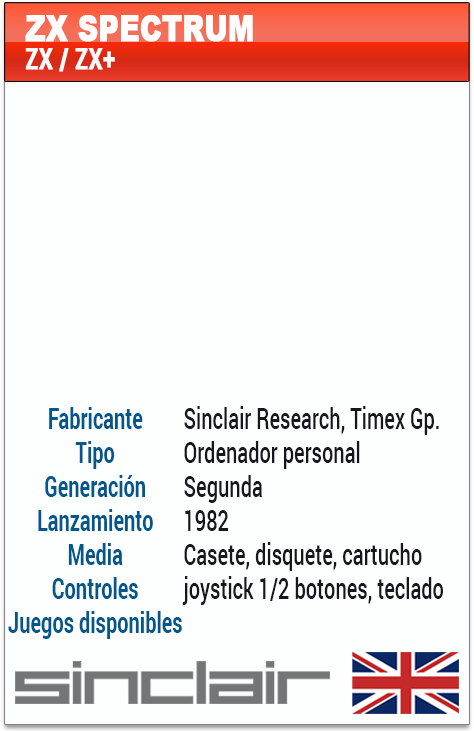 ZX SPECTRUM
ZX / ZX+
Fabricante Sinclair Research, Timex Gp.
Tipo Ordenador personal
Generación Segunda
Lanzamiento 1982
Media Casete, disquete, cartucho
Controles joystick 1/2 botones, teclado
Juegos disponibles
sinclair